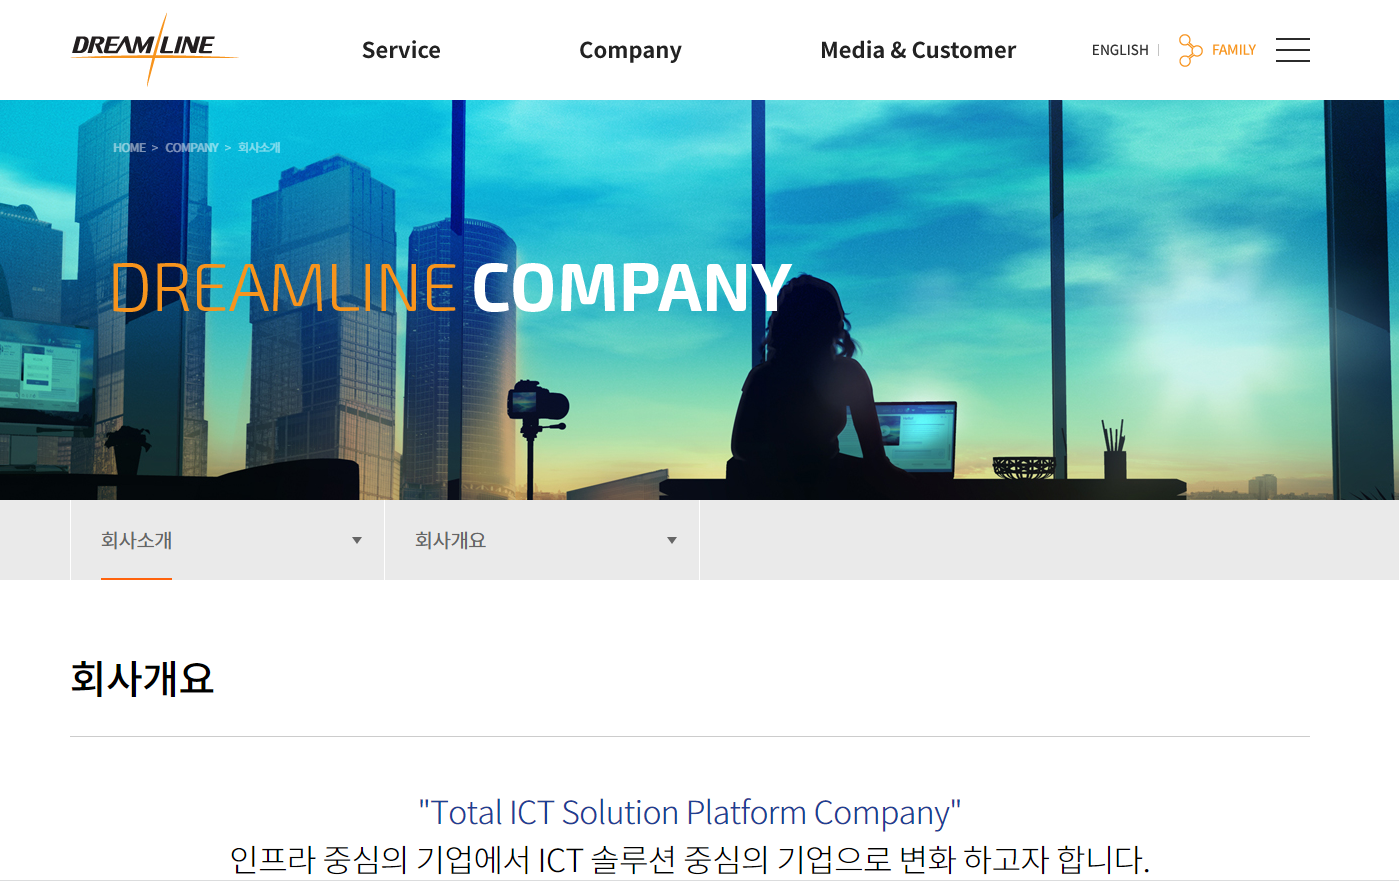 DREAMLINE
Service
Company
Media & Customer
ENGLISH
FAMILY
HOME > COMPANY > 회사소개
DREAMLINE COMPANY
회사소개
회사개요
회사개요
"Total ICT Solution Platform Company"
인프라 중심의 기업에서 ICT 솔루션 중심의 기업으로 변화 하고자 합니다.